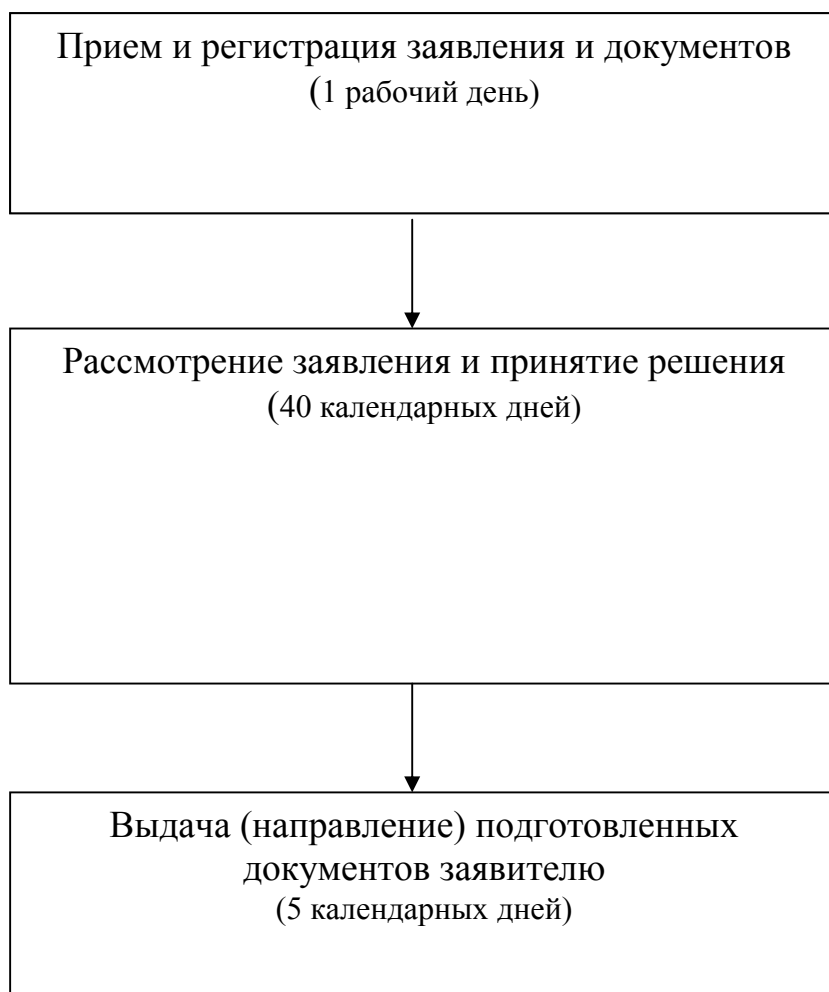 Прием и регистрация заявления и документов
(1 рабочий день)
Рассмотрение заявления и принятие решения
(40 календарных дней)
Выдача (направление) подготовленных
документов заявителю
(5 календарных дней)